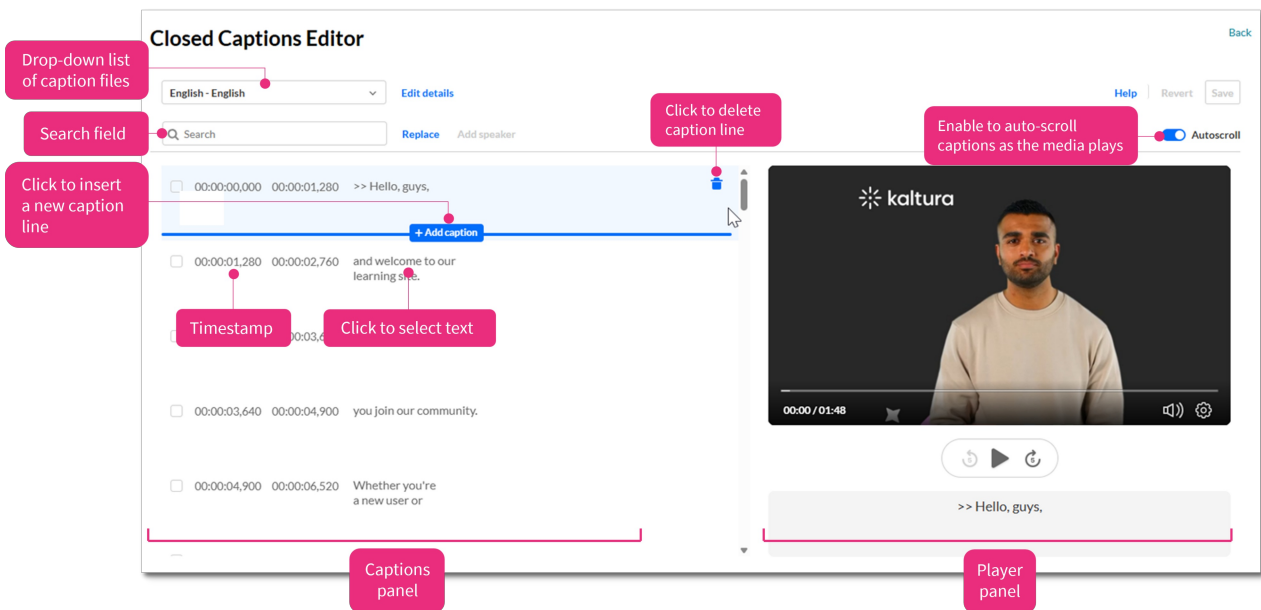 Closed Captions Editor
Back
Drop-down list
of caption files
English - English
Edit details
Help
Revert
Save
Search field
Search
Replace
Add speaker
Click to delete
caption line
Enable to auto-scroll
captions as the media plays
Autoscroll
Click to insert
a new caption
line
00:00:00,000 00:00:01,280 >> Hello, guys,
+ Add caption
00:00:01,280 00:00:02,760 and welcome to our
learning site.
Timestamp
Click to select text
00:00:03,640 00:00:04,900 you join our community.
00:00:04,900 00:00:06,520 Whether you're
a new user or
kaltura
00:00 / 01:48
5
5
>> Hello, guys,
Captions
panel
Player
panel